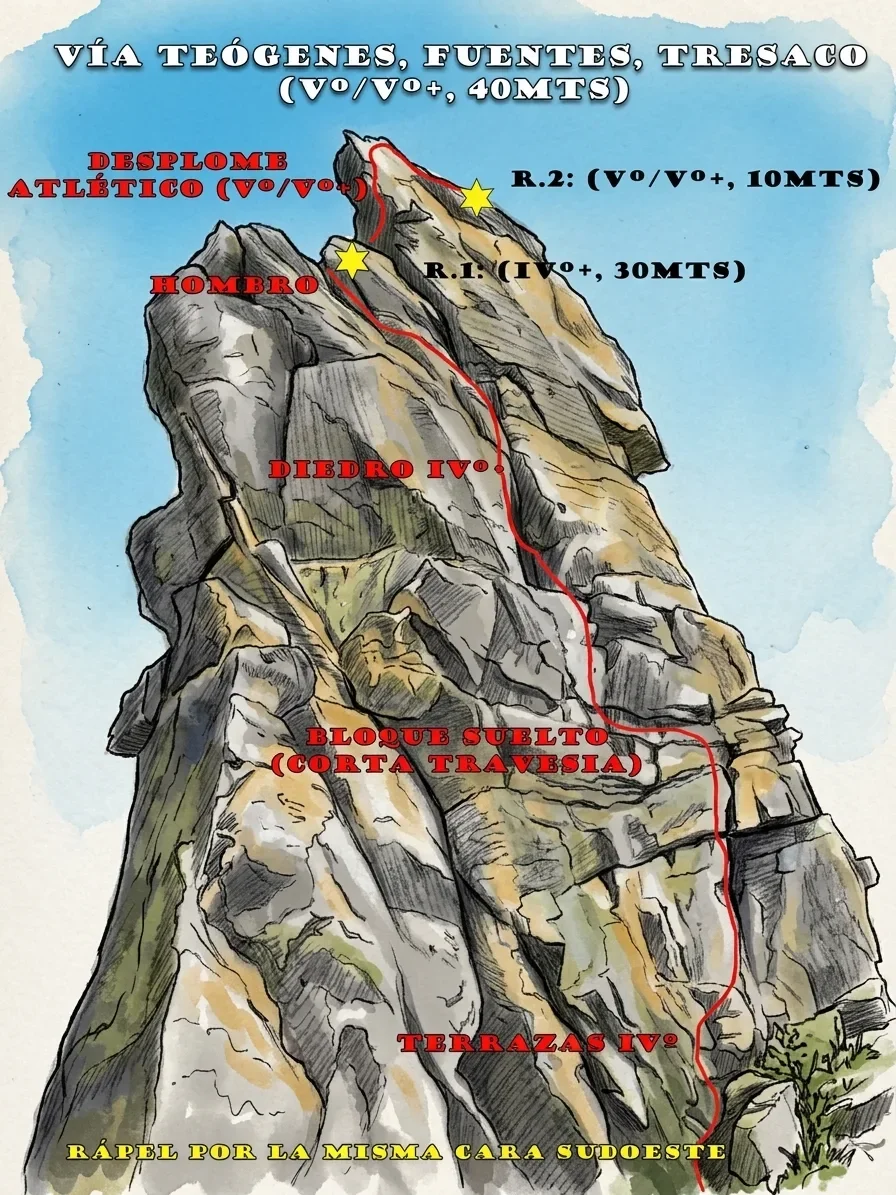 VÍA TEÓGENES, FUENTES, TRESACO
(Vº/Vº+, 40MTS)
DESPLOME
ATLÉTICO (Vº/Vº+)
R.2: (Vº/Vº+, 10MTS)
R.1: (IVº+, 30MTS)
HOMBRO
DIEDRO IVº+
BLOQUE SUELTO
(CORTA TRAVESIA)
TERRAZAS IVº
RÁPEL POR LA MISMA CARA SUDOESTE